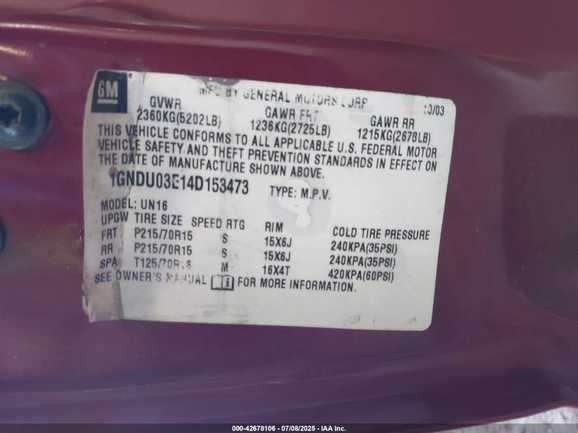 GM
MFD BY GENERAL MOTORS CORP 10/03
GVWR GAWR FRT GAWR RR
2360KG(5202LB) 1236KG(2725LB) 1215KG(2678LB)
THIS VEHICLE CONFORMS TO ALL APPLICABLE U.S. FEDERAL MOTOR
VEHICLE SAFETY AND THEFT PREVENTION STANDARDS IN EFFECT ON
THE DATE OF MANUFACTURE SHOWN ABOVE.
1GNDU03E14D153473 TYPE: M.P.V.
MODEL: UN16
UPGW TIRE SIZE SPEED RTG RIM COLD TIRE PRESSURE
FRT P215/70R15 S 15X6J 240KPA(35PSI)
RR P215/70R15 S 15X6J 240KPA(35PSI)
SPA T125/70R16 M 16X4T 420KPA(60PSI)
SEE OWNER'S MANUAL FOR MORE INFORMATION.
000-42678106 - 07/08/2025 - IAA Inc.